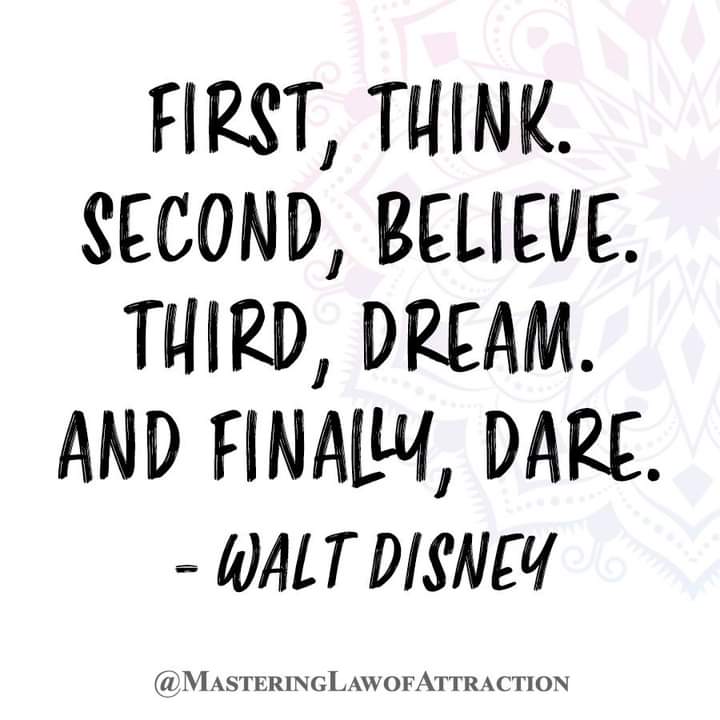 FIRST, THINK.
SECOND, BELIEVE.
THIRD, DREAM.
AND FINALLY, DARE.
- WALT DISNEY
@MASTERINGLAWOFATTRACTION